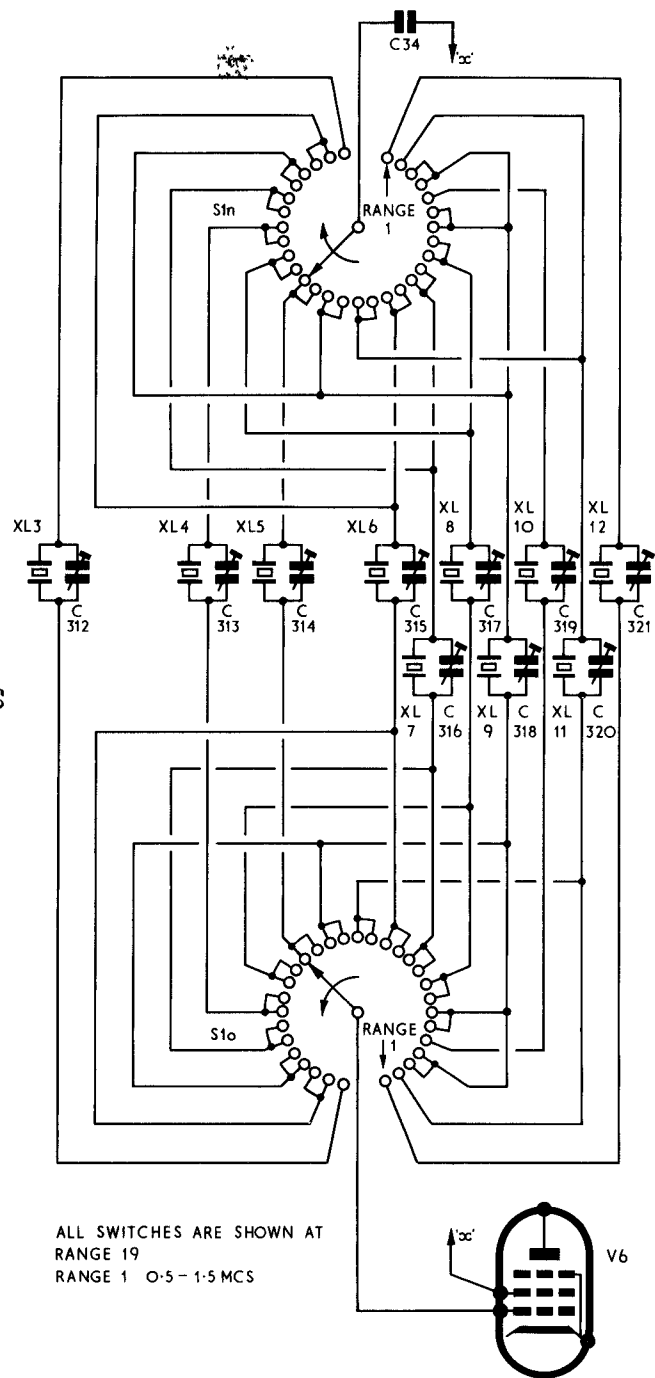 C34
'x'
S1n
RANGE
1
XL3
XL4
XL5
XL6
XL
8
XL
10
XL
12
C
312
C
313
C
314
C
315
C
317
C
319
C
321
XL
7
C
316
XL
9
C
318
XL
11
C
320
S1o
RANGE
1
ALL SWITCHES ARE SHOWN AT
RANGE 19
RANGE 1 0·5 – 1·5 MCS
'x'
V6